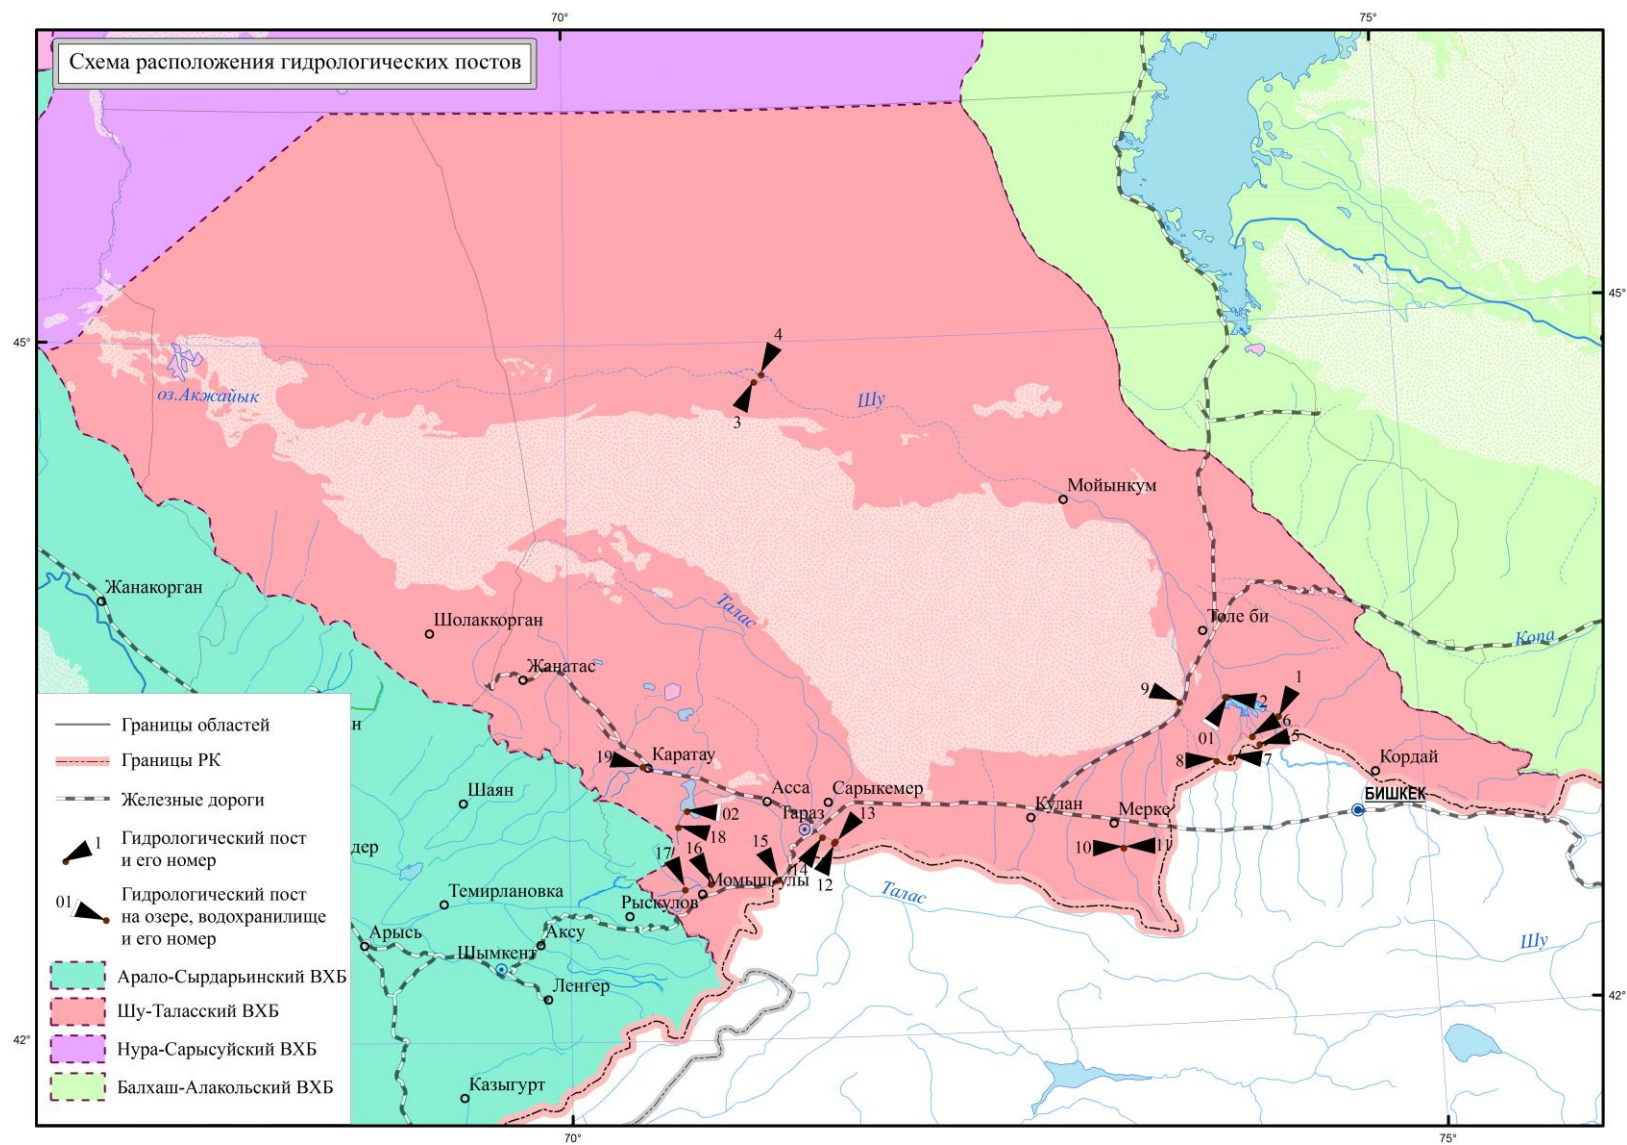 70°
75°
Схема расположения гидрологических постов
45°
45°
4
3
Шу
оз.Акжайык
Мойынкум
Жанакорган
Шолаккорган
Талас
Толе би
Копа
Жанатас
9
1
2
6
01
5
8
7
Кордай
БИШКЕК
19
Каратау
Шаян
Асса
Сарыкемер
Тараз
02
13
18
Кулан
Мерке
10
11
17
16
15
14
12
Момышулы
Рыскулов
Темирлановка
Талас
Арысь
Аксу
Шымкент
Ленгер
Шу
42°
42°
Казыгурт
н
дер
Границы областей
Границы РК
Железные дороги
1
Гидрологический пост
и его номер
01
Гидрологический пост
на озере, водохранилище
и его номер
Арало-Сырдарьинский ВХБ
Шу-Таласский ВХБ
Нура-Сарысуйский ВХБ
Балхаш-Алакольский ВХБ
70°
75°